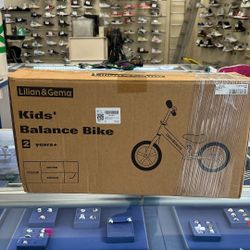 Lilian&Gema
Kids'
Balance Bike
2 years+